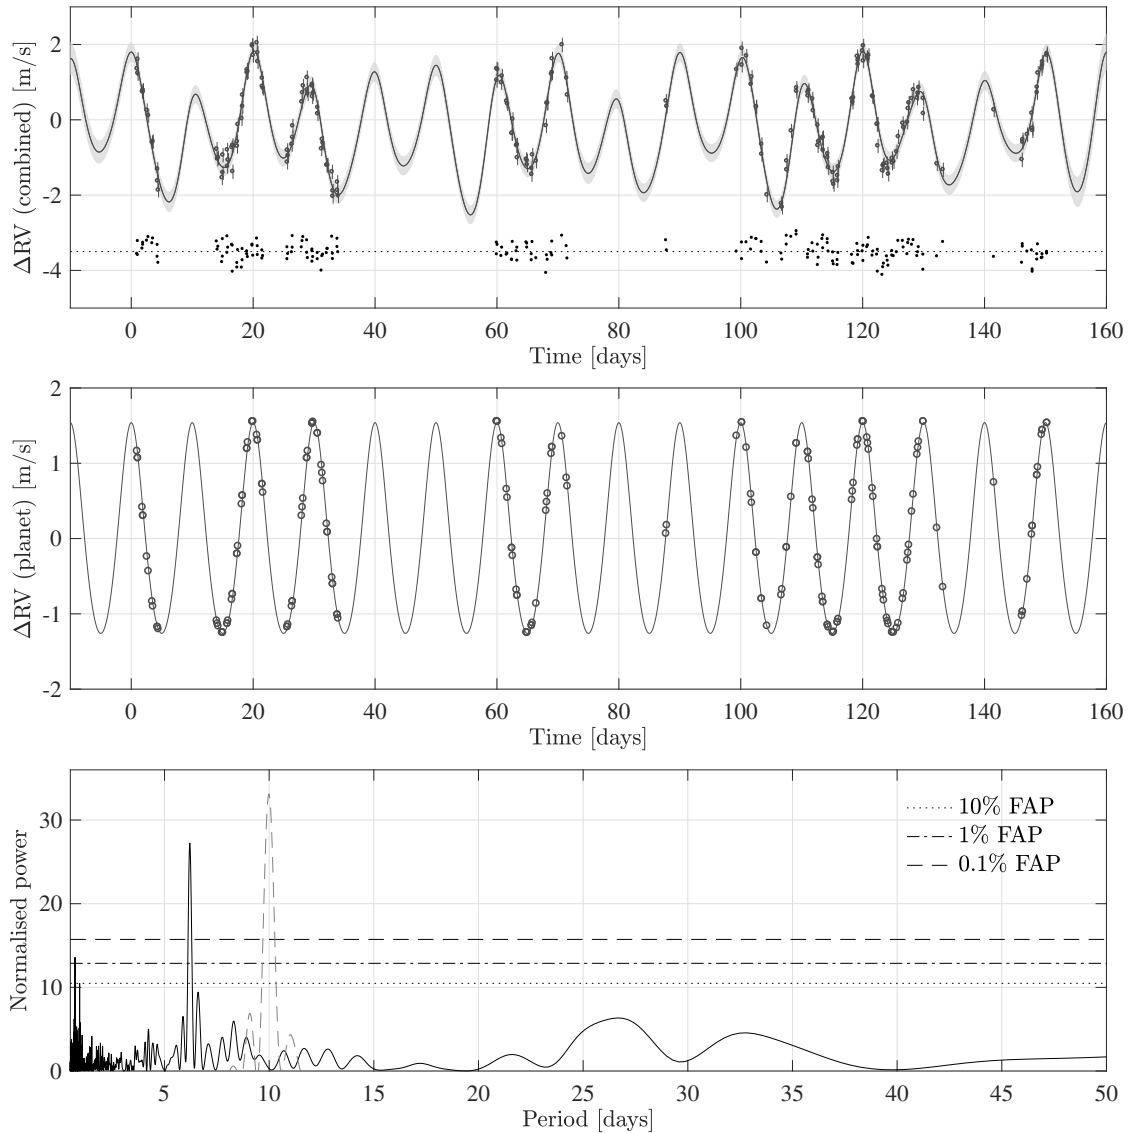 ΔRV (combined) [m/s]
2
0
-2
-4
0 20 40 60 80 100 120 140 160
Time [days]
ΔRV (planet) [m/s]
2
1
0
-1
-2
0 20 40 60 80 100 120 140 160
Time [days]
Normalised power
30
20
10
0
10% FAP
1% FAP
0.1% FAP
5 10 15 20 25 30 35 40 45 50
Period [days]